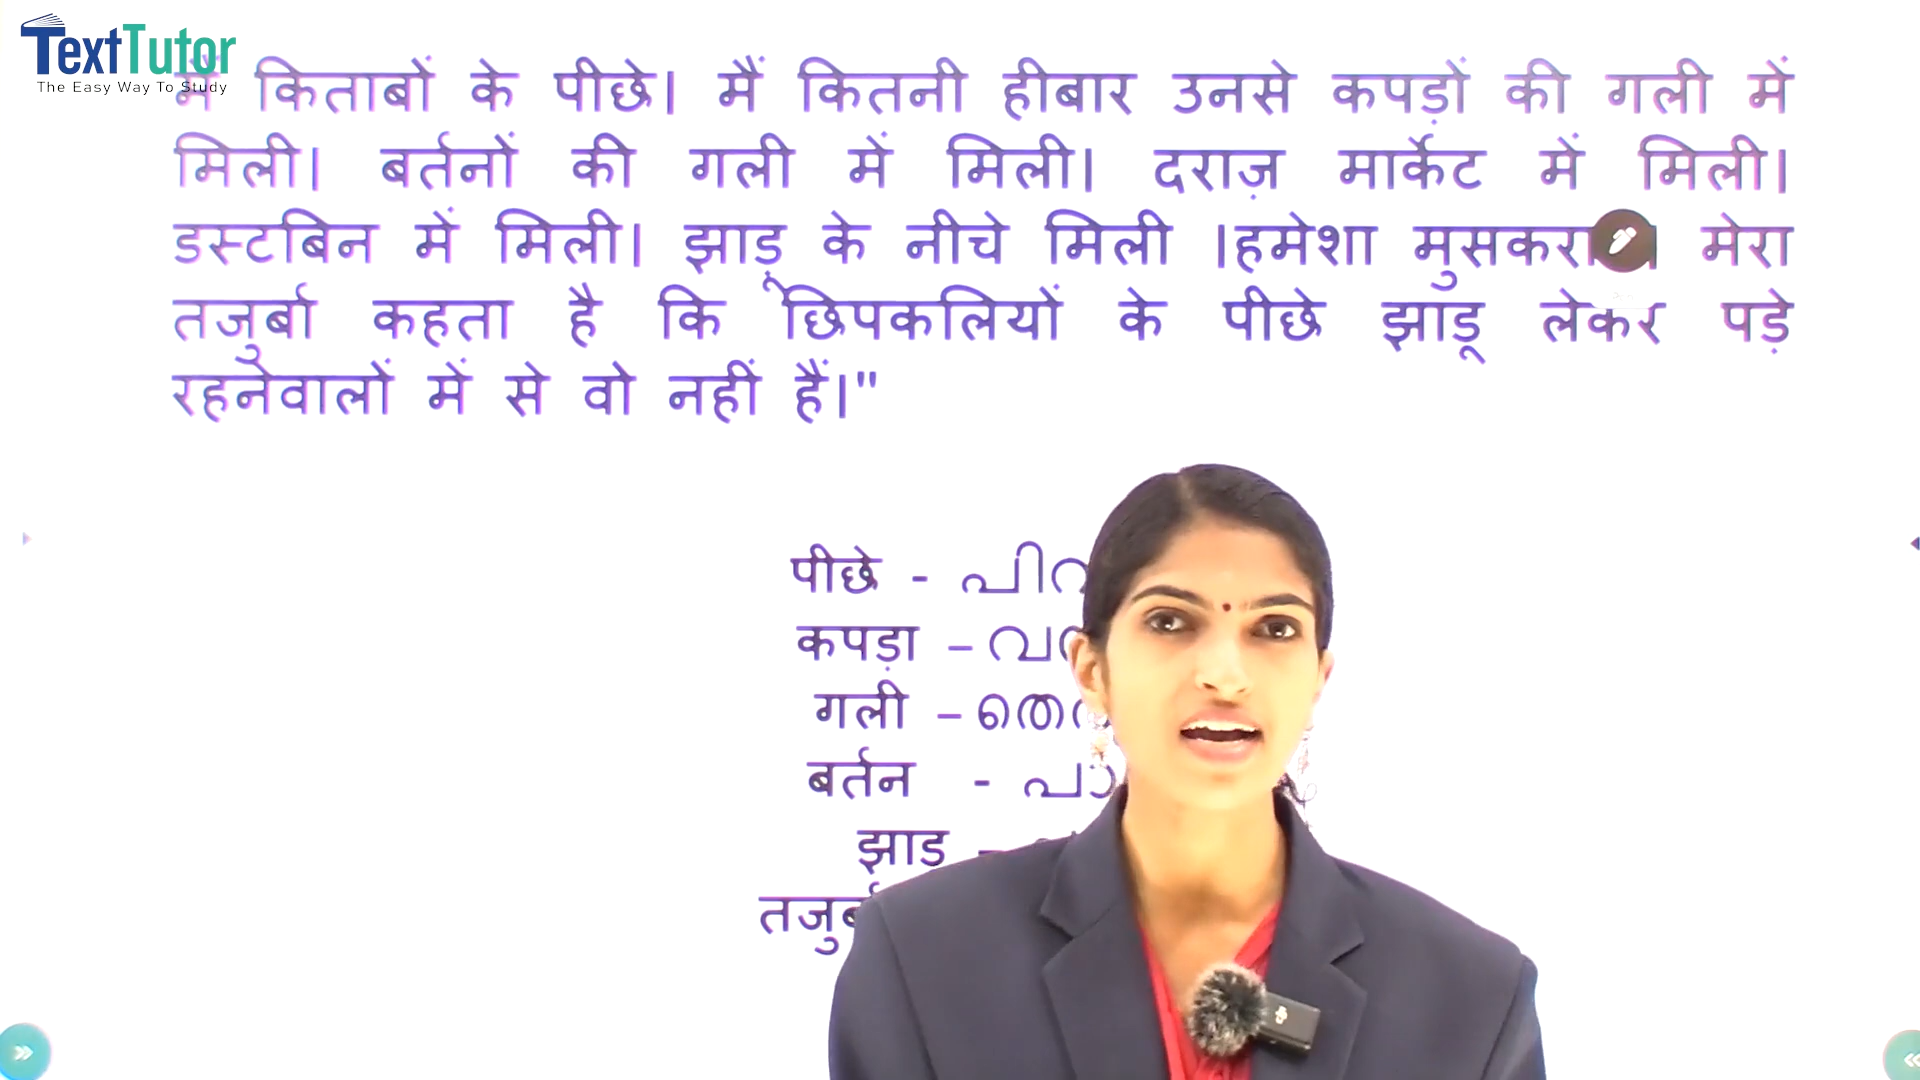 TextTutor
The Easy Way To Study
में किताबों के पीछे। मैं कितनी हीबार उनसे कपड़ों की गली में
मिली। बर्तनों की गली में मिली। दराज़ मार्केट में मिली।
डस्टबिन में मिली। झाड़ू के नीचे मिली ।हमेशा मेरा
तजुर्बा कहता है कि छिपकलियों के पीछे झाड़ू लेकर पड़े
रहनेवालों में से वो नहीं हैं।"
पीछे -
कपड़ा –
गली –
बर्तन -
झाड –